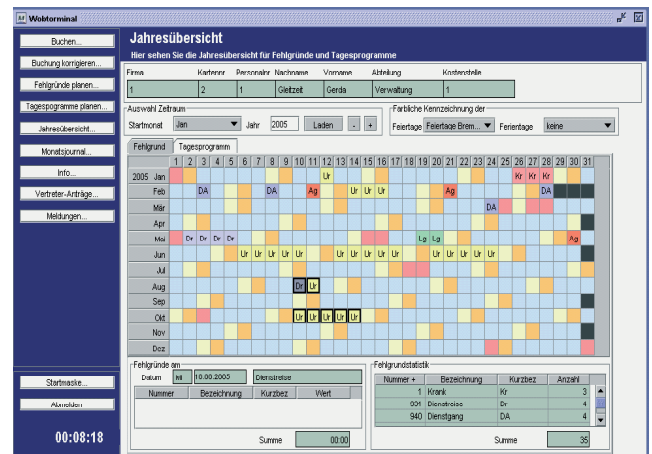 Webterminal
Buchen...
Buchung korrigieren...
Fehlgründe planen...
Tagesprogramme planen...
Jahresübersicht...
Monatsjournal...
Info...
Vertreter-Anträge...
Meldungen...
Startmaske...
Abmelden
00:08:18
Jahresübersicht
Hier sehen Sie die Jahresübersicht für Fehlgründe und Tagesprogramme
Firma Kartennr Personalnr Nachname Vorname Abteilung Kostenstelle
1 2 1 Gleitzeit Gerda Verwaltung 1
Auswahl Zeitraum Farbliche Kennzeichnung der
Startmonat Jan Jahr 2005 Laden - + Feiertage Feiertage Brem... Ferientage keine
Fehlgrund Tagesprogramm
1 2 3 4 5 6 7 8 9 10 11 12 13 14 15 16 17 18 19 20 21 22 23 24 25 26 27 28 29 30 31
2005 Jan Ur Kr Kr Kr
Feb DA DA Ag Ur Ur Ur Ag DA
Mär DA
Apr
Mai Dr Dr Dr Dr Lg Lg Ag
Jun Ur Ur Ur Ur Ur Ur Ur Ur Ur Ur Ur Ur Ur Ur Ur
Jul
Aug Dr Ur
Sep
Okt Ur Ur Ur Ur Ur
Nov
Dez
Fehlgründe am
Datum Mi 10.08.2005 Dienstreise
Nummer Bezeichnung Kurzbez Wert
Summe 00:00
Fehlgrundstatistik
Nummer + Bezeichnung Kurzbez Anzahl
1 Krank Kr 3
931 Dienstreise Dr 4
940 Dienstgang DA 4
Summe 35